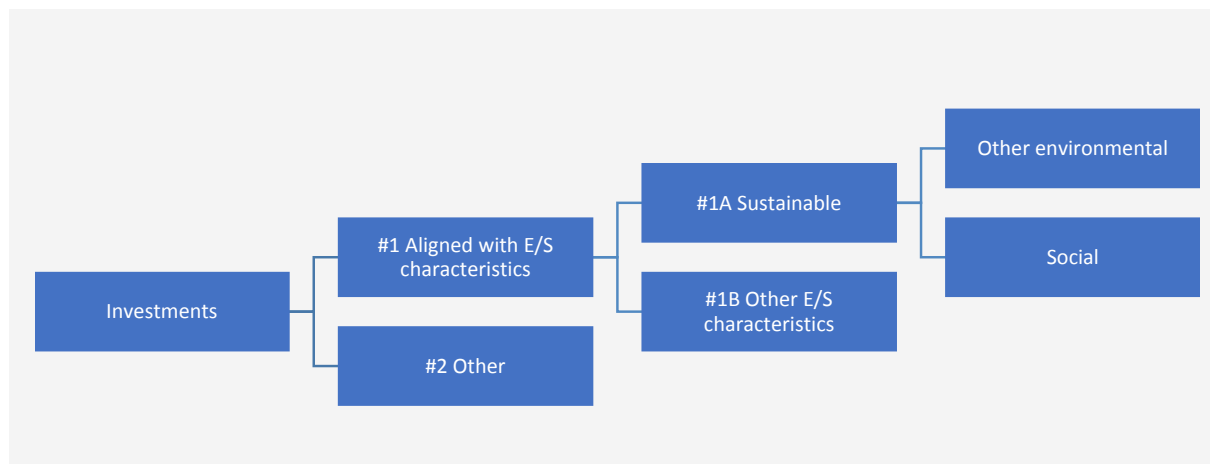 Investments
#1 Aligned with E/S
characteristics
#2 Other
#1A Sustainable
#1B Other E/S
characteristics
Other environmental
Social